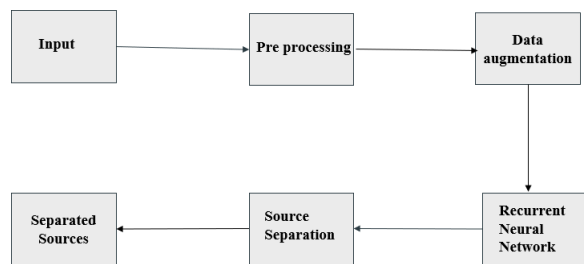 Input
Pre processing
Data
augmentation
Recurrent
Neural
Network
Source
Separation
Separated
Sources